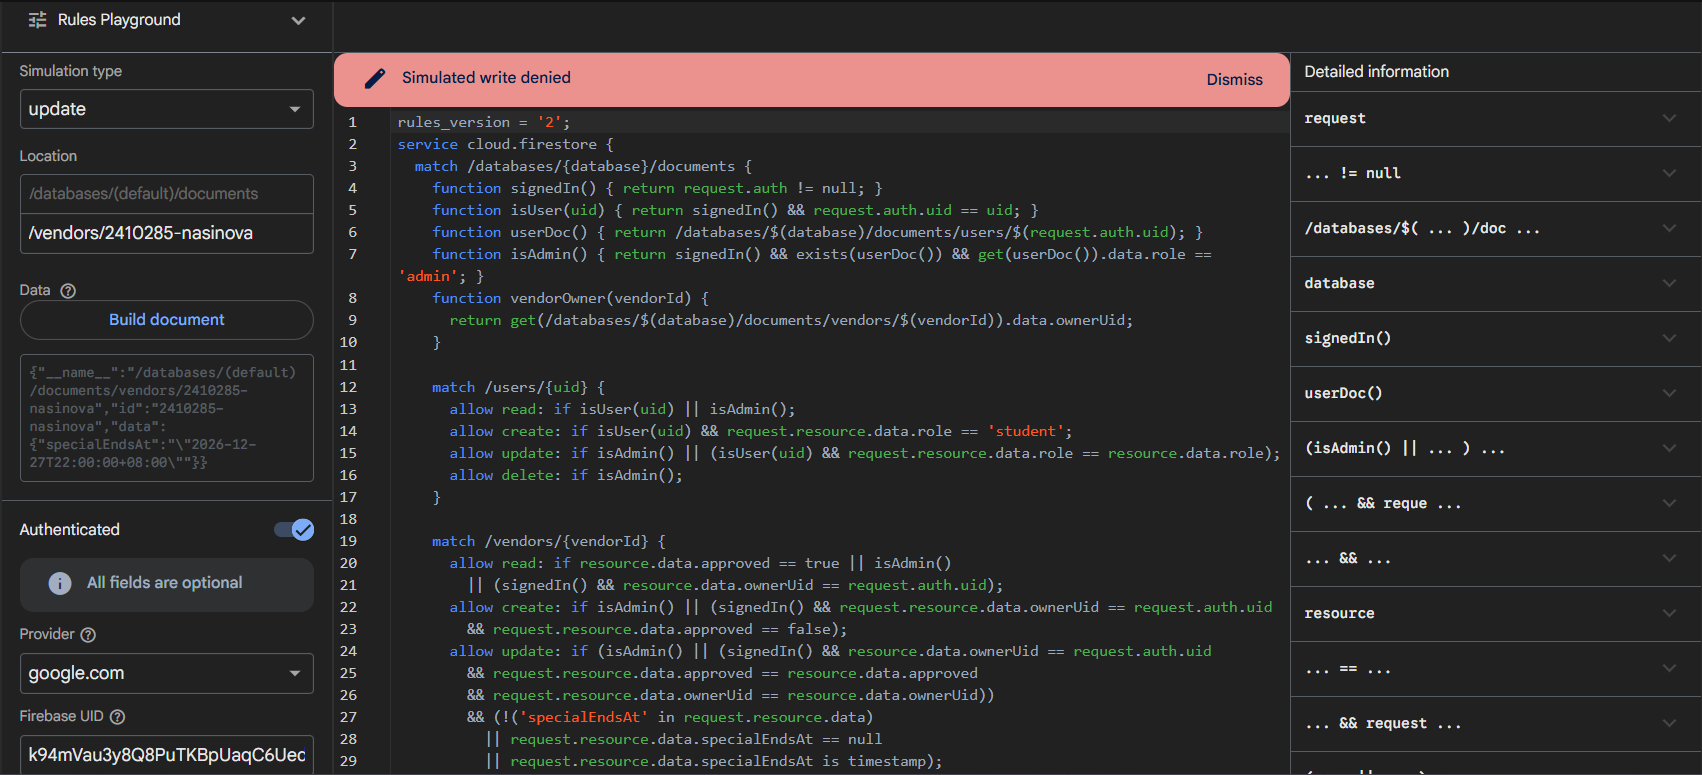 Rules Playground
Simulation type
update
Location
/databases/(default)/documents
/vendors/2410285-nasinova
Data
Build document
{"__name__":"/databases/(default)
/documents/vendors/2410285-
nasinova","id":"2410285-
nasinova","data":
{"specialEndsAt":"\"2026-12-
27T22:00:00+08:00\""}}
Authenticated
All fields are optional
Provider
google.com
Firebase UID
k94mVau3y8Q8PuTKBpUaqC6Uec
Simulated write denied
Dismiss
1 rules_version = '2';
2 service cloud.firestore {
3 match /databases/{database}/documents {
4 function signedIn() { return request.auth != null; }
5 function isUser(uid) { return signedIn() && request.auth.uid == uid; }
6 function userDoc() { return /databases/$(database)/documents/users/$(request.auth.uid); }
7 function isAdmin() { return signedIn() && exists(userDoc()) && get(userDoc()).data.role ==
'admin'; }
8 function vendorOwner(vendorId) {
9 return get(/databases/$(database)/documents/vendors/$(vendorId)).data.ownerUid;
10 }
11
12 match /users/{uid} {
13 allow read: if isUser(uid) || isAdmin();
14 allow create: if isUser(uid) && request.resource.data.role == 'student';
15 allow update: if isAdmin() || (isUser(uid) && request.resource.data.role == resource.data.role);
16 allow delete: if isAdmin();
17 }
18
19 match /vendors/{vendorId} {
20 allow read: if resource.data.approved == true || isAdmin()
21 || (signedIn() && resource.data.ownerUid == request.auth.uid);
22 allow create: if isAdmin() || (signedIn() && request.resource.data.ownerUid == request.auth.uid
23 && request.resource.data.approved == false);
24 allow update: if (isAdmin() || (signedIn() && resource.data.ownerUid == request.auth.uid
25 && request.resource.data.approved == resource.data.approved
26 && request.resource.data.ownerUid == resource.data.ownerUid))
27 && (!('specialEndsAt' in request.resource.data)
28 || request.resource.data.specialEndsAt == null
29 || request.resource.data.specialEndsAt is timestamp);
Detailed information
request
... != null
/databases/$( ... )/doc ...
database
signedIn()
userDoc()
(isAdmin() || ... ) ...
( ... && reque ...
... && ...
resource
... == ...
... && request ...